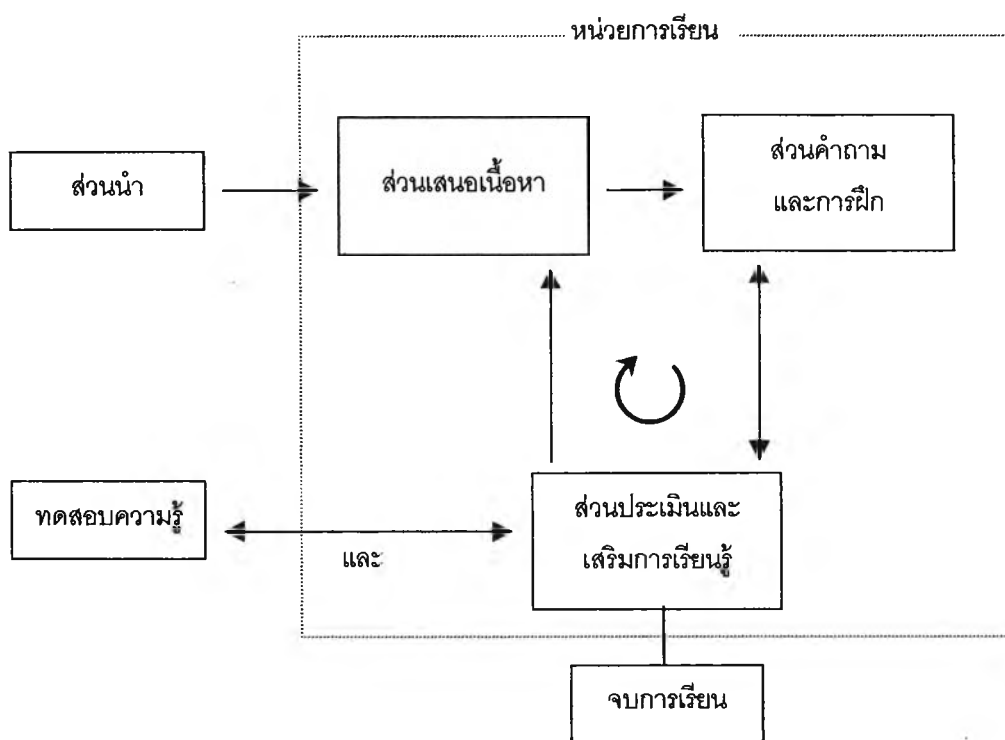 หน่วยการเรียน
ส่วนนำ
ส่วนเสนอเนื้อหา
ส่วนคำถาม
และการฝึก
ทดสอบความรู้
และ
ส่วนประเมินและ
เสริมการเรียนรู้
จบการเรียน